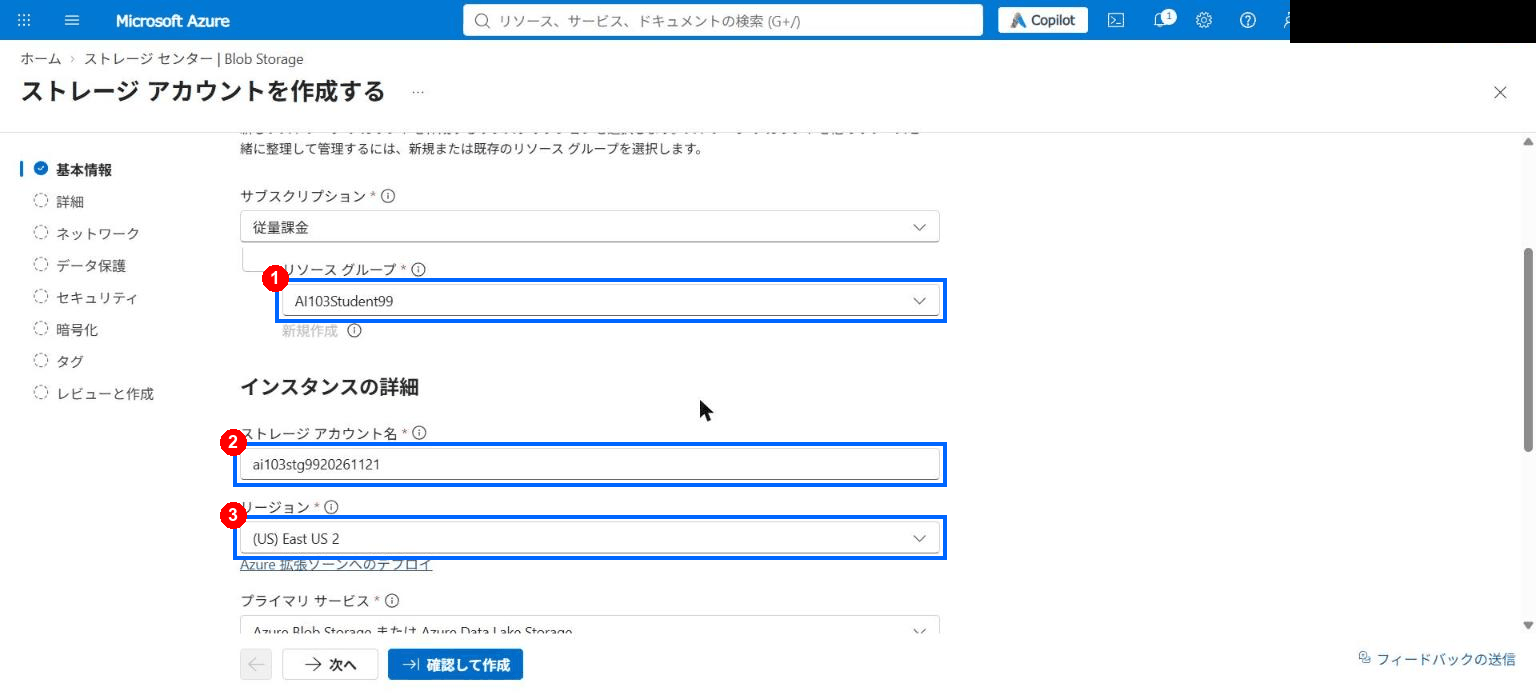 Microsoft Azure
リソース、サービス、ドキュメントの検索 (G+/)
Copilot
1
ホーム > ストレージ センター | Blob Storage
ストレージ アカウントを作成する ...
基本情報
詳細
ネットワーク
データ保護
セキュリティ
暗号化
タグ
レビューと作成
緒に整理して管理するには、新規または既存のリソース グループを選択します。
サブスクリプション *
従量課金
1
リソース グループ *
AI103Student99
新規作成
インスタンスの詳細
2
ストレージ アカウント名 *
ai103stg9920261121
3
リージョン *
(US) East US 2
Azure 拡張ゾーンへのデプロイ
プライマリ サービス *
Azure Blob Storage または Azure Data Lake Storage
次へ
確認して作成
フィードバックの送信